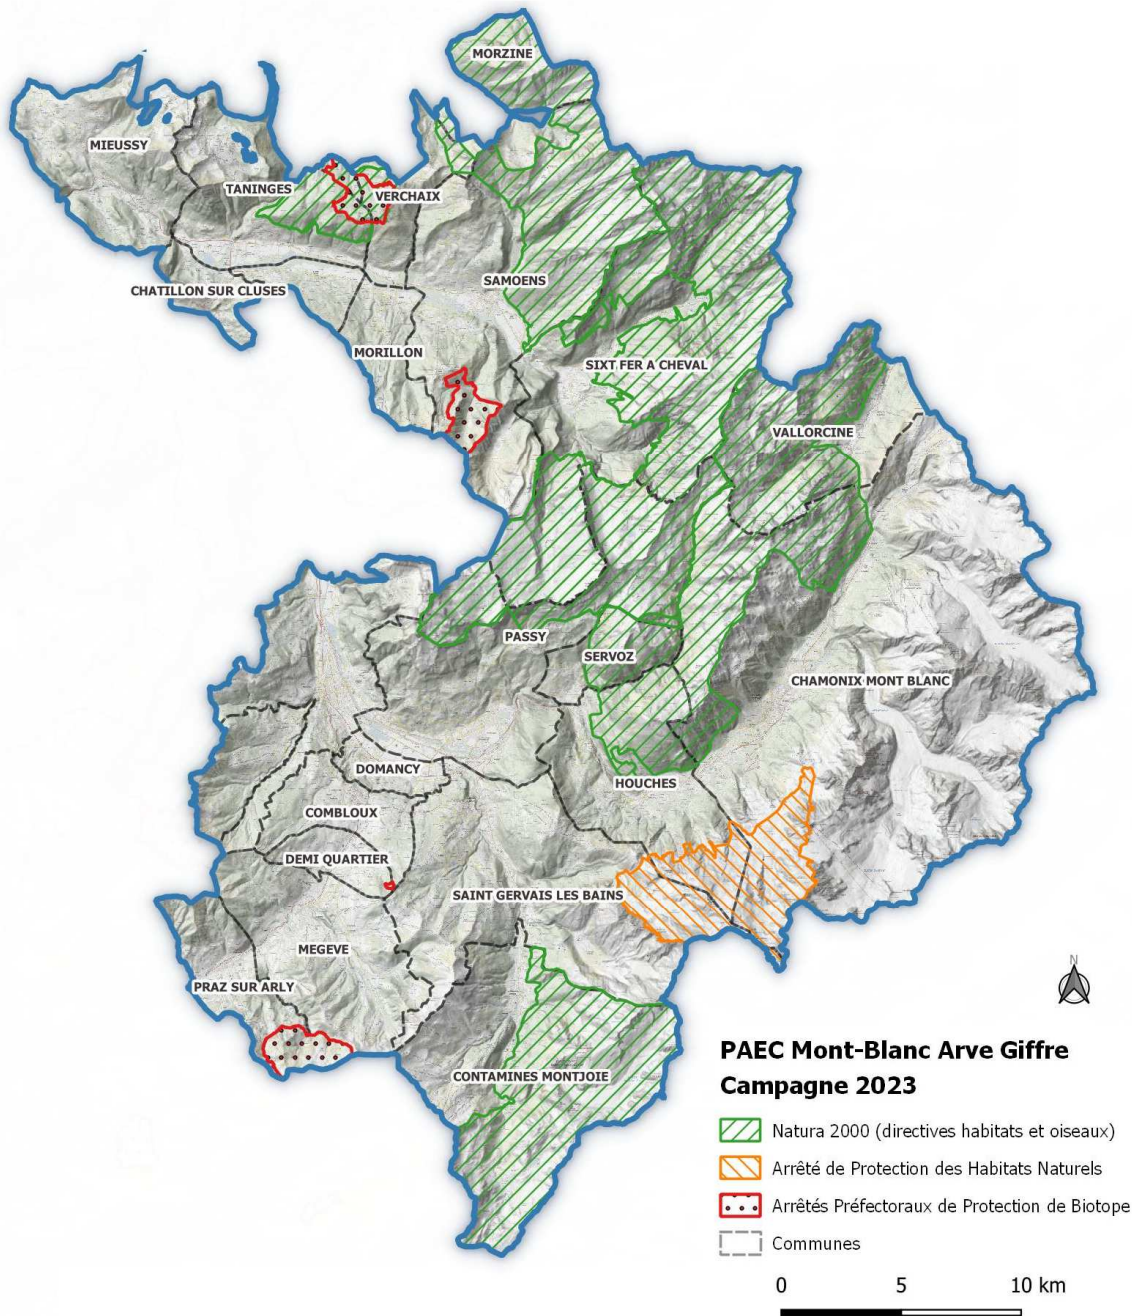 MORZINE
MIEUSSY
TANINGES
VERCHAIX
SAMOENS
CHATILLON SUR CLUSES
MORILLON
SIXT FER A CHEVAL
VALLORCINE
PASSY
SERVOZ
CHAMONIX MONT BLANC
DOMANCY
HOUCHES
COMBLOUX
DEMI QUARTIER
SAINT GERVAIS LES BAINS
MEGEVE
PRAZ SUR ARLY
CONTAMINES MONTJOIE
N
PAEC Mont-Blanc Arve Giffre
Campagne 2023
Natura 2000 (directives habitats et oiseaux)
Arrêté de Protection des Habitats Naturels
Arrêtés Préfectoraux de Protection de Biotope
Communes
0 5 10 km